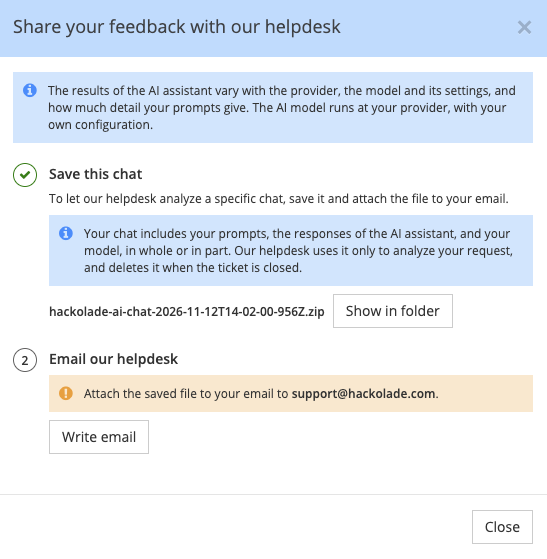 Share your feedback with our helpdesk
The results of the AI assistant vary with the provider, the model and its settings, and
how much detail your prompts give. The AI model runs at your provider, with your
own configuration.
Save this chat
To let our helpdesk analyze a specific chat, save it and attach the file to your email.
Your chat includes your prompts, the responses of the AI assistant, and your
model, in whole or in part. Our helpdesk uses it only to analyze your request,
and deletes it when the ticket is closed.
hackolade-ai-chat-2026-11-12T14-02-00-956Z.zip Show in folder
2 Email our helpdesk
Attach the saved file to your email to support@hackolade.com.
Write email
Close